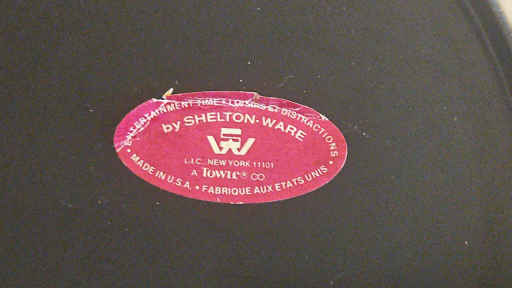 ENTERTAINMENT TIME • LOISIRS ET DISTRACTIONS
by SHELTON-WARE
SW
L.I.C., NEW YORK 11101
A TOWLE® CO
• MADE IN U.S.A. • FABRIQUE AUX ETATS UNIS •